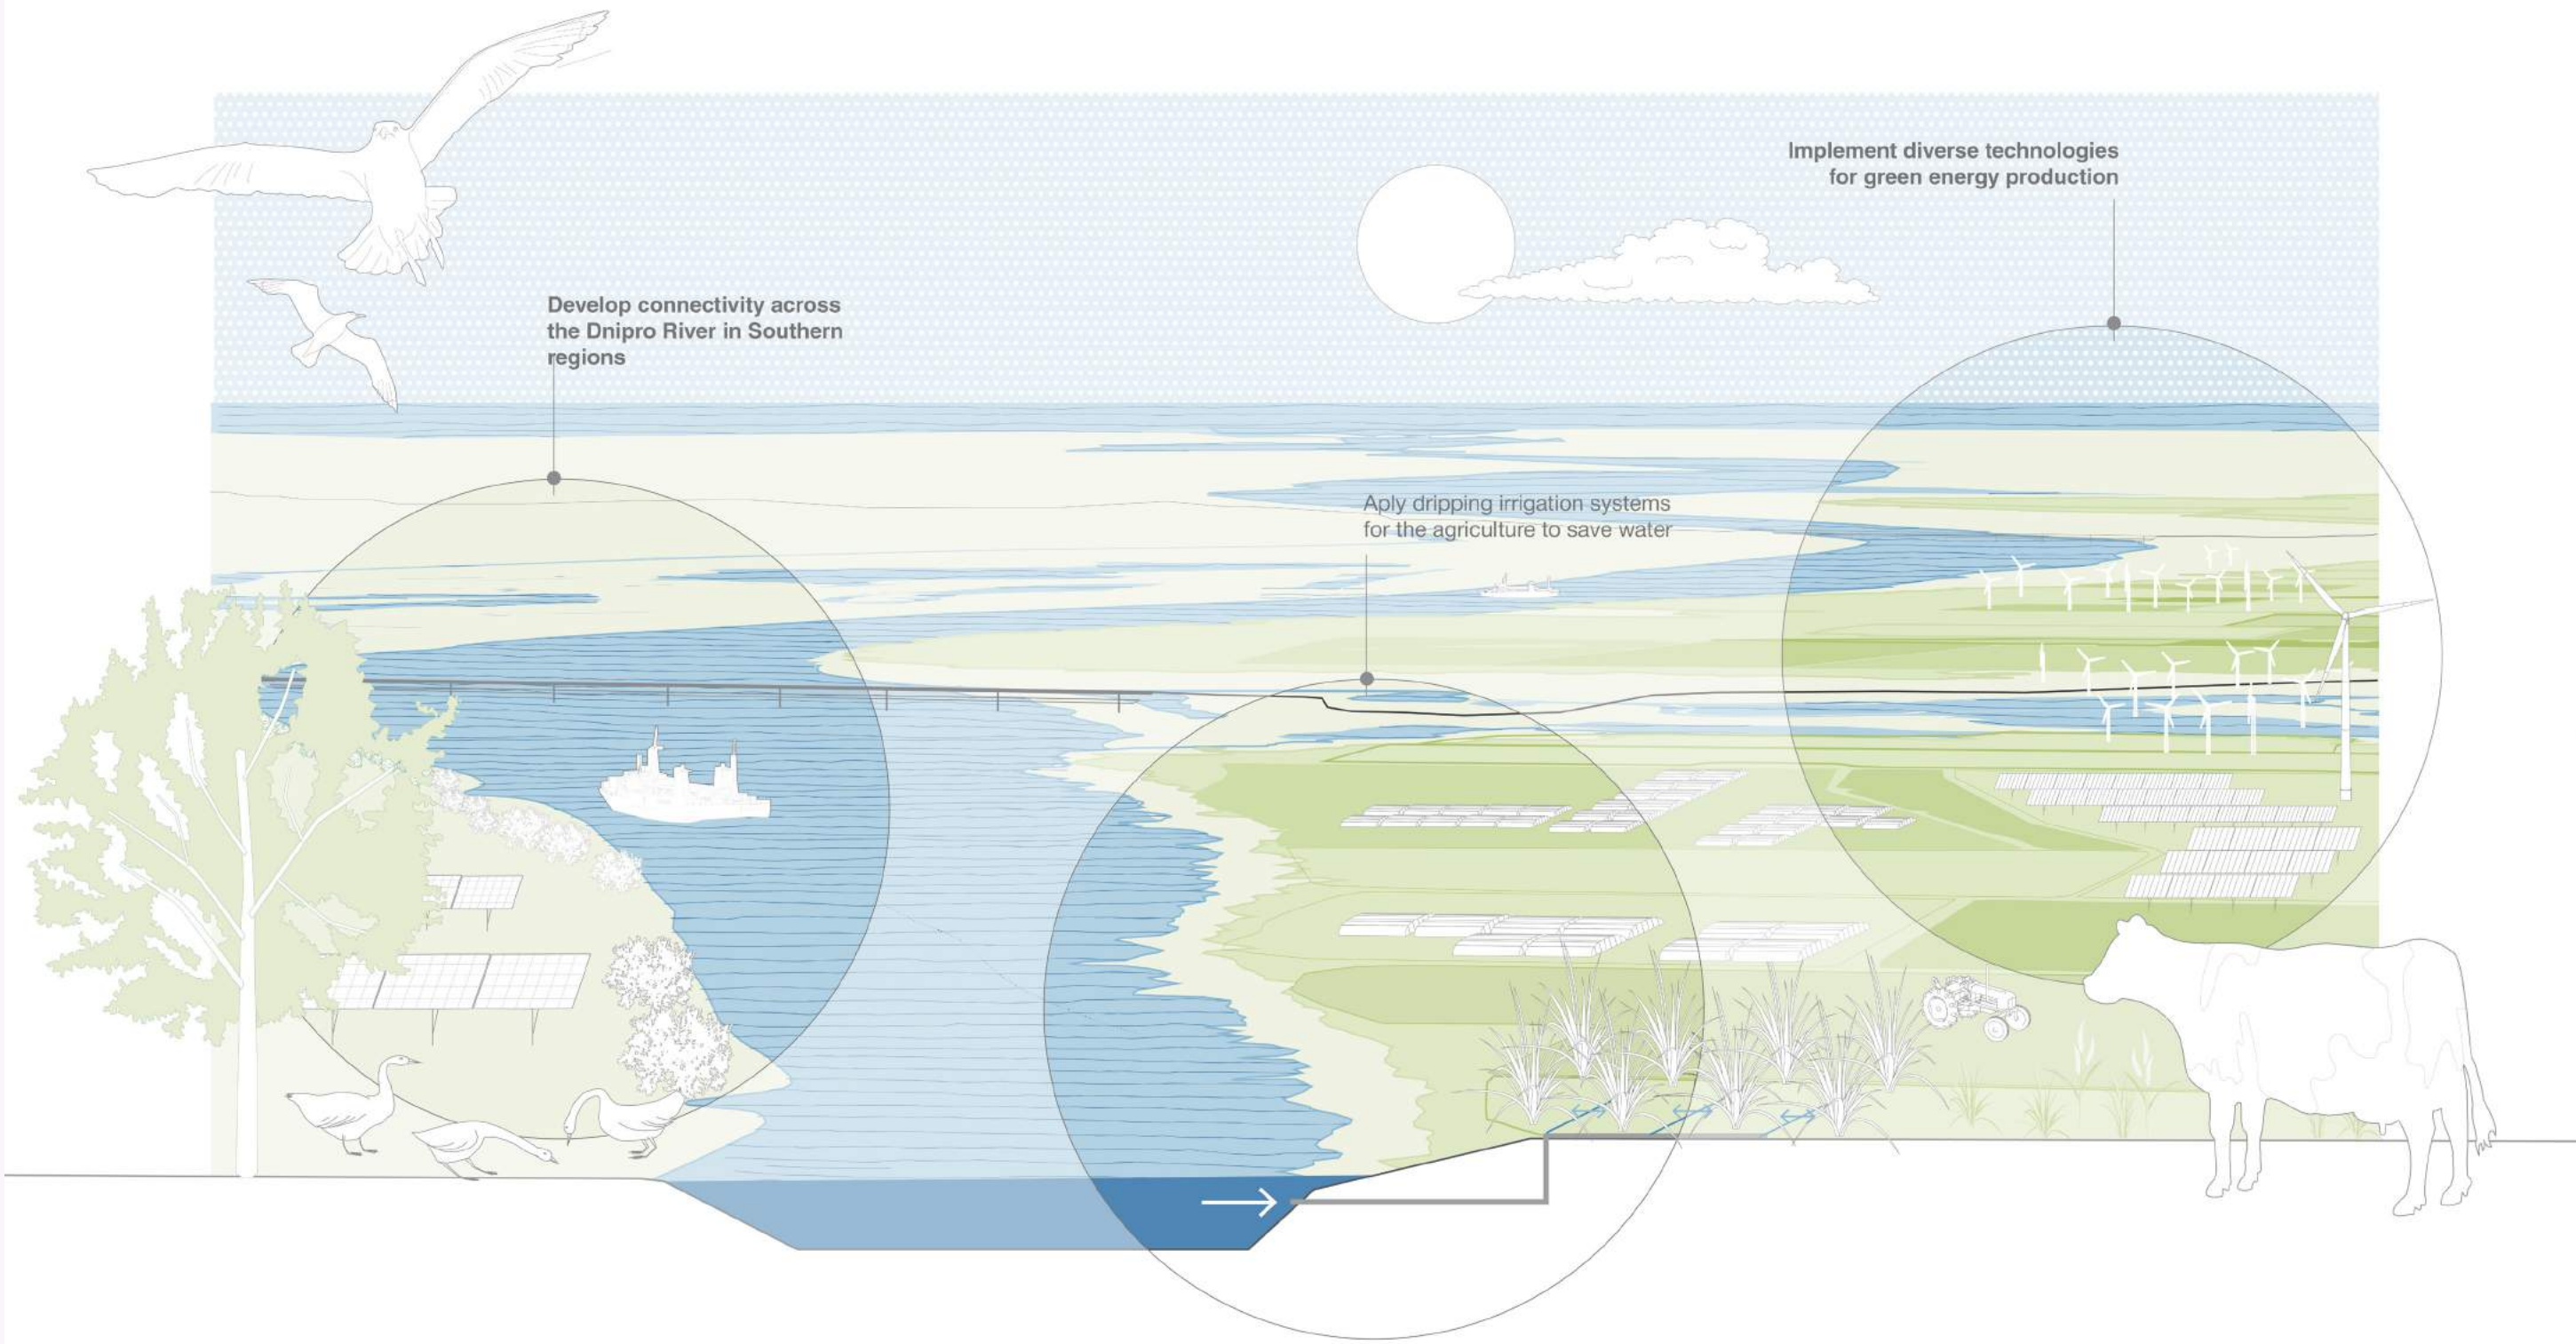 Implement diverse technologies
for green energy production
Develop connectivity across
the Dnipro River in Southern
regions
Aply dripping irrigation systems
for the agriculture to save water